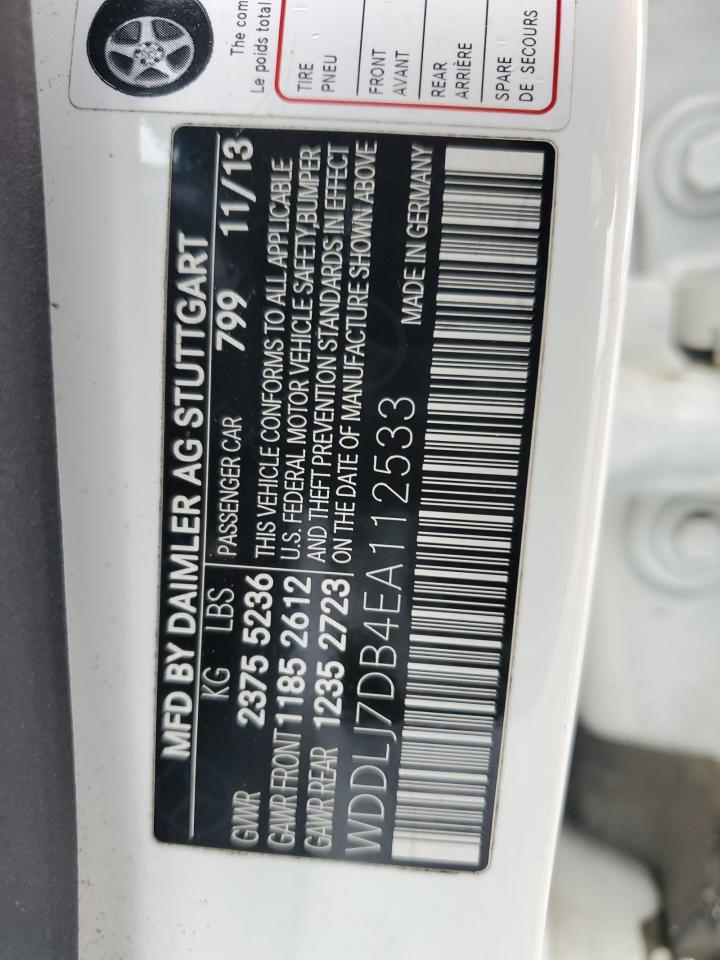 The com
Le poids total
TIRE
PNEU
FRONT
AVANT
REAR
ARRIÈRE
SPARE
DE SECOURS
MFD BY DAIMLER AG STUTTGART
KG LBS PASSENGER CAR 799 11/13
GVWR 2375 5236
GAWR FRONT 1185 2612
GAWR REAR 1235 2723
THIS VEHICLE CONFORMS TO ALL APPLICABLE
U.S. FEDERAL MOTOR VEHICLE SAFETY, BUMPER
AND THEFT PREVENTION STANDARDS IN EFFECT
ON THE DATE OF MANUFACTURE SHOWN ABOVE
WDDLJ7DB4EA112533 MADE IN GERMANY